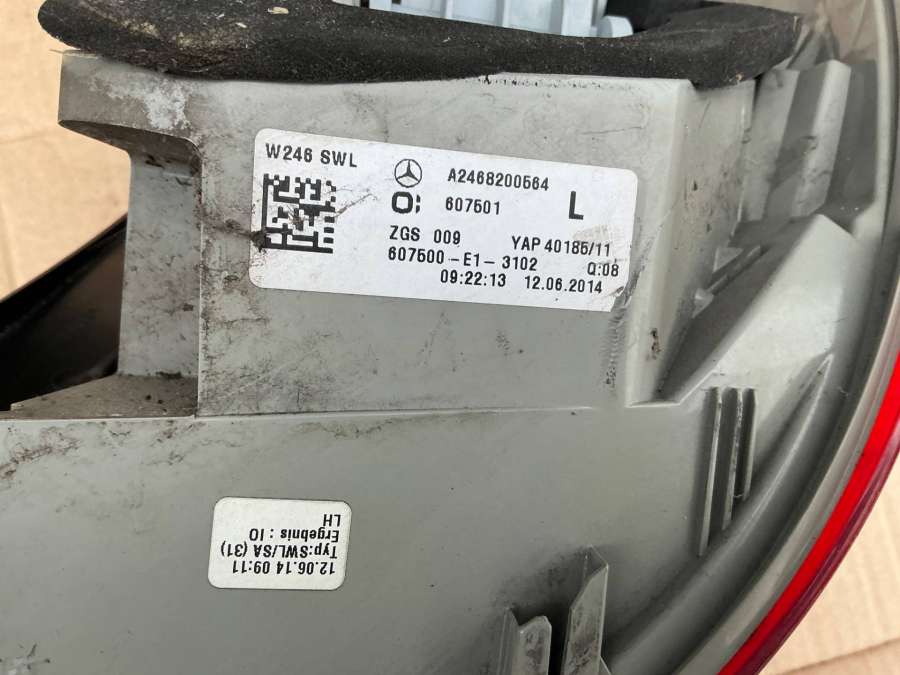 W246 SWL
A2468200564
O; 607501 L
ZGS 009 YAP 40185/11
607500-E1-3102 Q:08
09:22:13 12.06.2014
12.06.14 09:11
Typ:SWL/SA (31)
Ergebnis : IO
LH